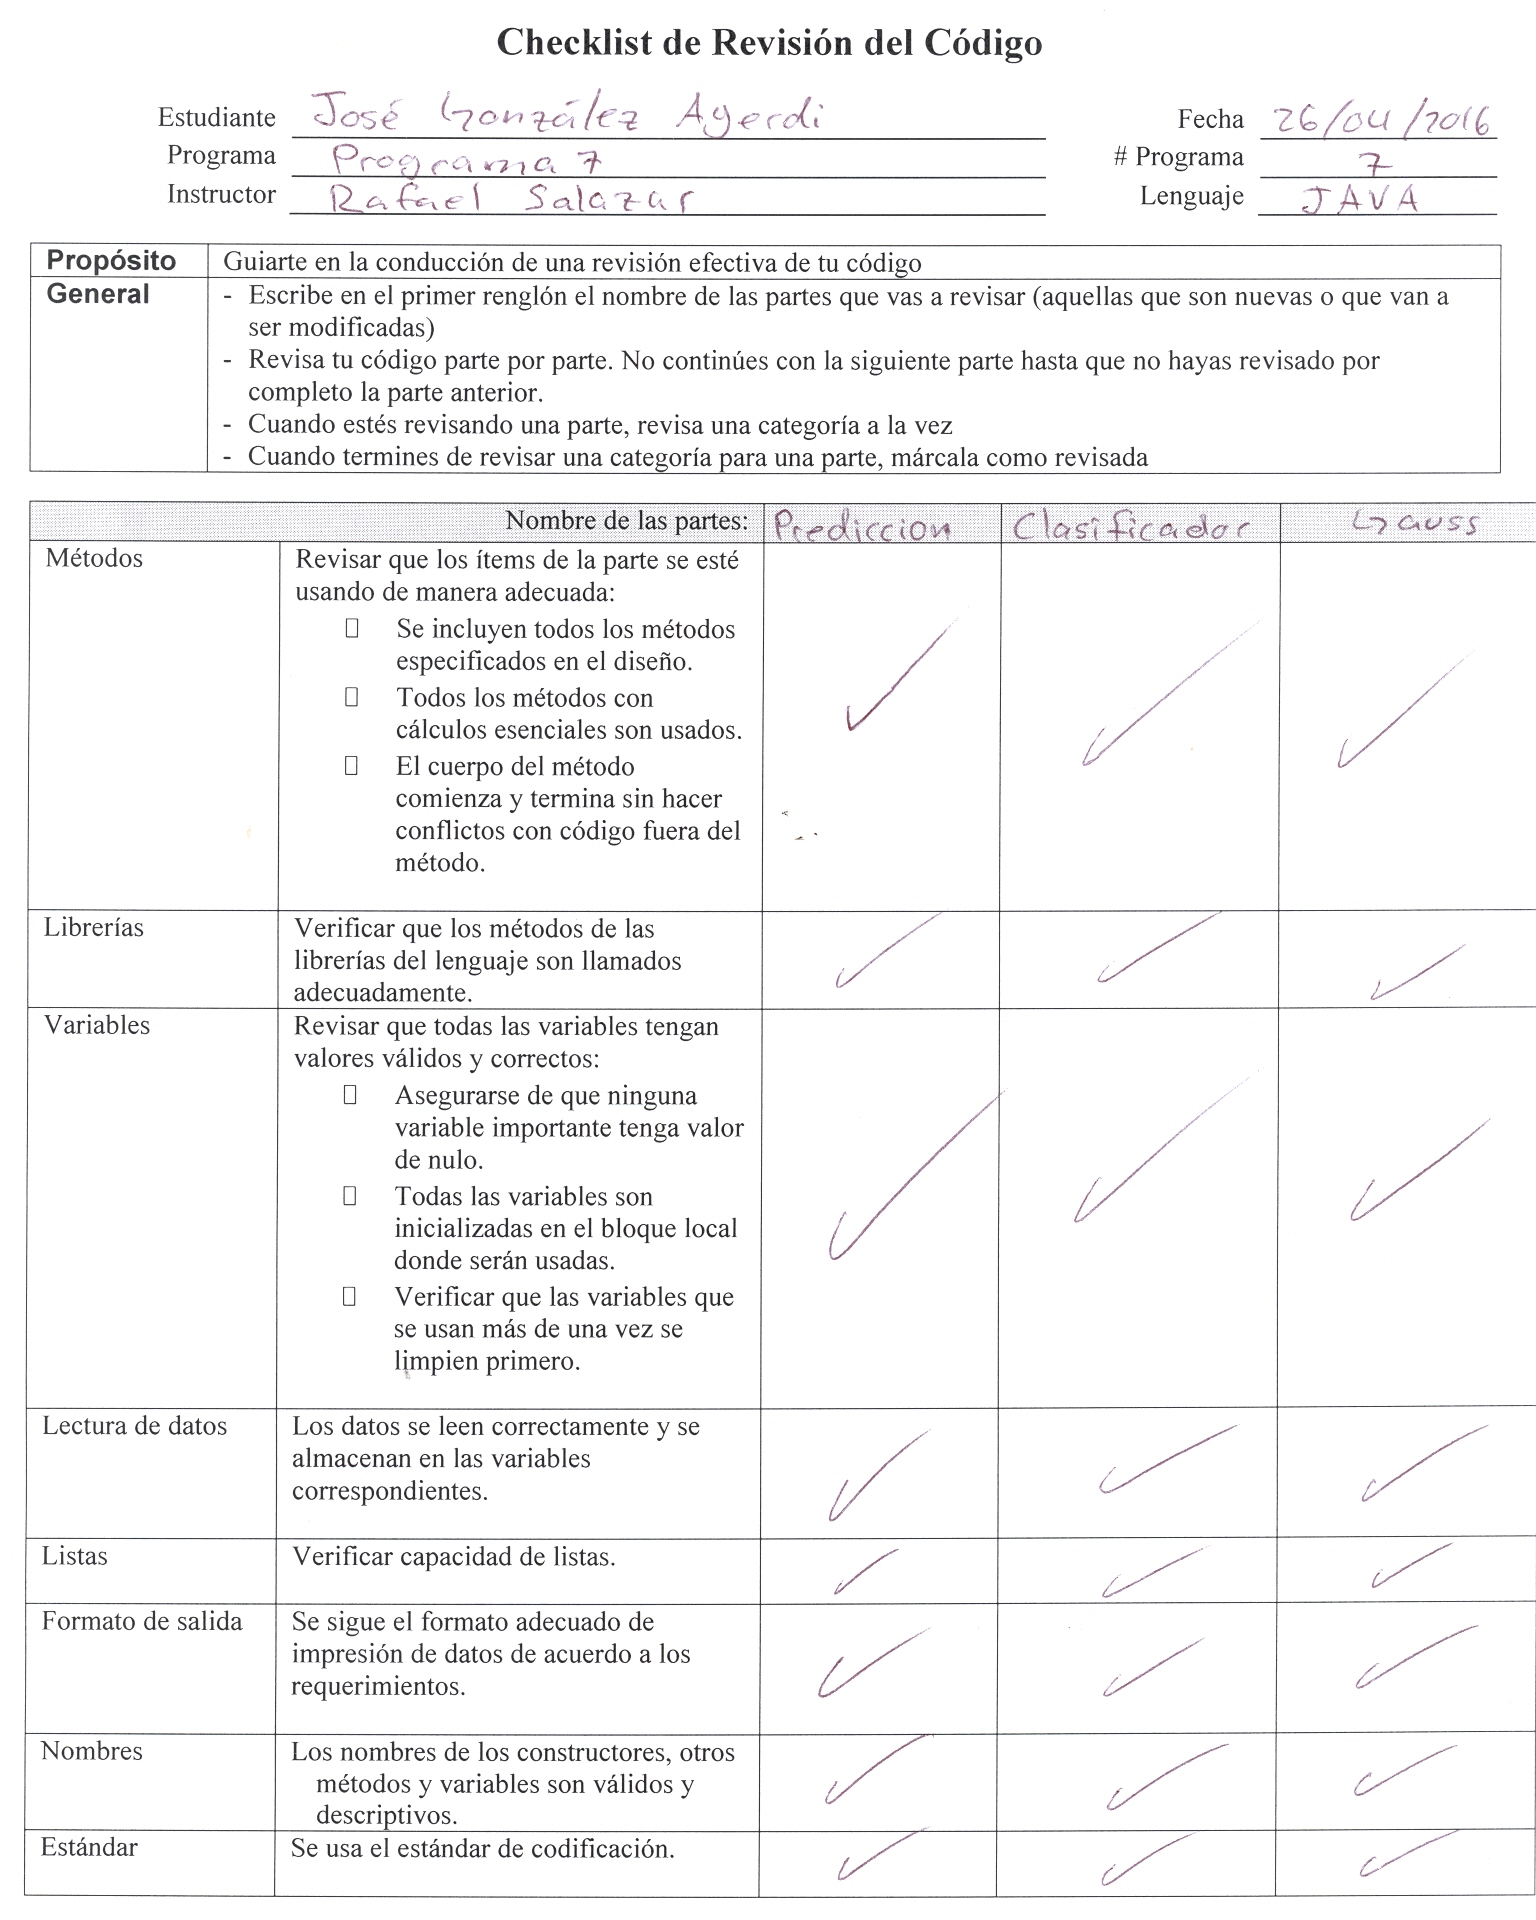 Checklist de Revisión del Código
Estudiante José González Ayerdi Fecha 26/04/2016
Programa Programa 7 # Programa 7
Instructor Rafael Salazar Lenguaje JAVA
Propósito Guiarte en la conducción de una revisión efectiva de tu código
General - Escribe en el primer renglón el nombre de las partes que vas a revisar (aquellas que son nuevas o que van a
ser modificadas)
- Revisa tu código parte por parte. No continúes con la siguiente parte hasta que no hayas revisado por
completo la parte anterior.
- Cuando estés revisando una parte, revisa una categoría a la vez
- Cuando termines de revisar una categoría para una parte, márcala como revisada
Nombre de las partes: Prediccion Clasificador Gauss
Métodos Revisar que los ítems de la parte se esté
usando de manera adecuada:
Se incluyen todos los métodos
especificados en el diseño.
Todos los métodos con
cálculos esenciales son usados.
El cuerpo del método
comienza y termina sin hacer
conflictos con código fuera del
método.
Librerías Verificar que los métodos de las
librerías del lenguaje son llamados
adecuadamente.
Variables Revisar que todas las variables tengan
valores válidos y correctos:
Asegurarse de que ninguna
variable importante tenga valor
de nulo.
Todas las variables son
inicializadas en el bloque local
donde serán usadas.
Verificar que las variables que
se usan más de una vez se
limpien primero.
Lectura de datos Los datos se leen correctamente y se
almacenan en las variables
correspondientes.
Listas Verificar capacidad de listas.
Formato de salida Se sigue el formato adecuado de
impresión de datos de acuerdo a los
requerimientos.
Nombres Los nombres de los constructores, otros
métodos y variables son válidos y
descriptivos.
Estándar Se usa el estándar de codificación.